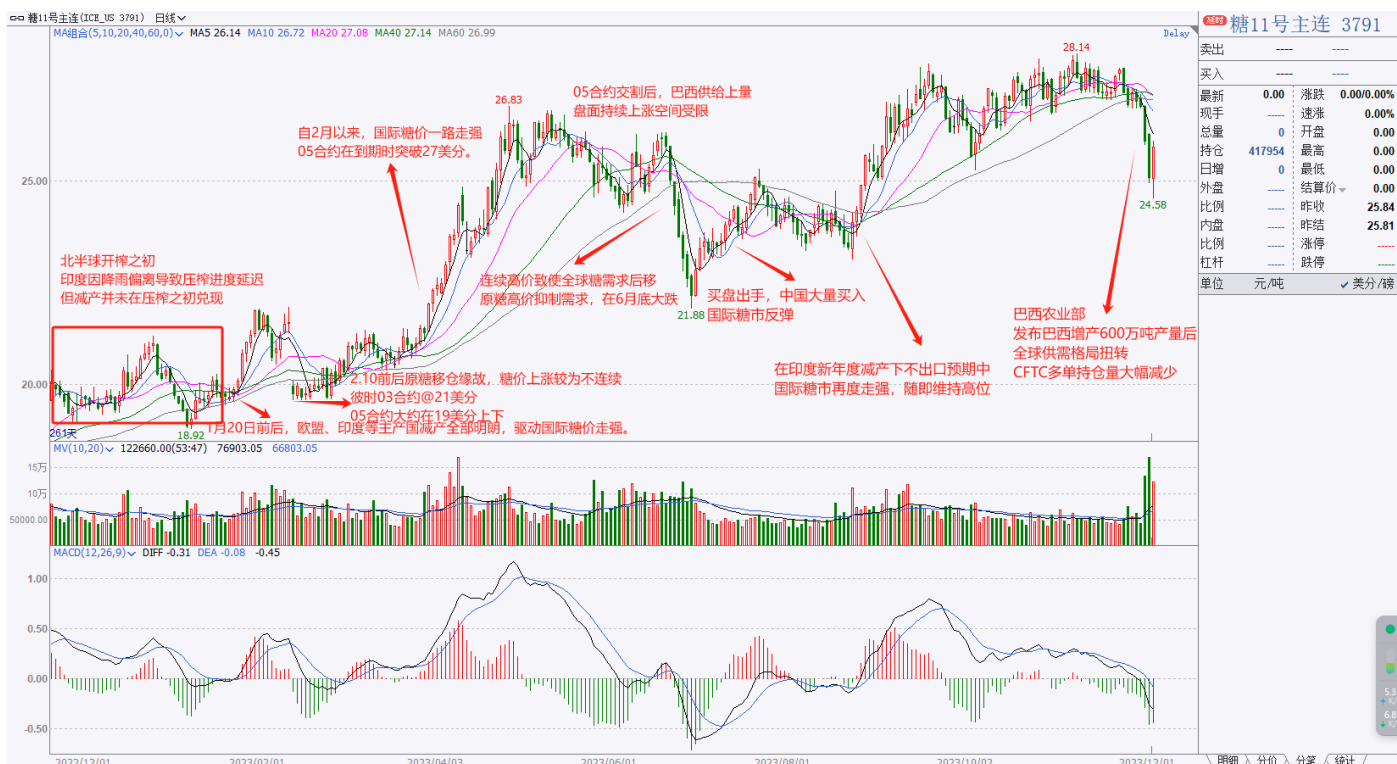 糖11号主连(ICE_US 3791) 日线
MA组合(5,10,20,40,60,0) MA5 26.14 MA10 26.72 MA20 27.08 MA40 27.14 MA60 26.99
Delay
28.14
26.83
05合约交割后，巴西供给上量
盘面持续上涨空间受限
自2月以来，国际糖价一路走强
05合约在到期时突破27美分。
25.00
24.58
北半球开榨之初
印度因降雨偏离导致压榨进度延迟
但减产并未在压榨之初兑现
连续高价致使全球糖需求后移
原糖高价抑制需求，在6月底大跌
21.88
买盘出手，中国大量买入
国际糖市反弹
巴西农业部
发布巴西增产600万吨产量后
全球供需格局扭转
CFTC多单持仓量大幅减少
在印度新年度减产下不出口预期中
国际糖市再度走强，随即维持高位
20.00
2.10前后原糖移仓缘故，糖价上涨较为不连续
彼时03合约@21美分
05合约大约在19美分上下
1月20日前后，欧盟、印度等主产国减产全部明朗，驱动国际糖价走强。
261天
18.92
MV(10,20) 122660.00(53:47) 76903.05 66803.05
15万
10万
50000.00
MACD(12,26,9) DIFF -0.31 DEA -0.08 -0.45
1.00
0.50
0.00
-0.50
2022/12/01 2023/02/01 2023/04/03 2023/06/01 2023/08/01 2023/10/02 2023/12/01
延时 糖11号主连 3791
卖出 ---- ----
买入 ---- ----
最新 0.00 涨跌 0.00/0.00%
现手 ----- 速涨 0.00%
总量 0 开盘 0.00
持仓 417954 最高 0.00
日增 0 最低 0.00
外盘 ----- 结算价 0.00
比例 ----- 昨收 25.84
内盘 ----- 昨结 25.81
比例 ----- 涨停 -----
杠杆 ----- 跌停 -----
单位 元/吨 美分/磅
明细 分价 分笔 统计
5.3
6.8